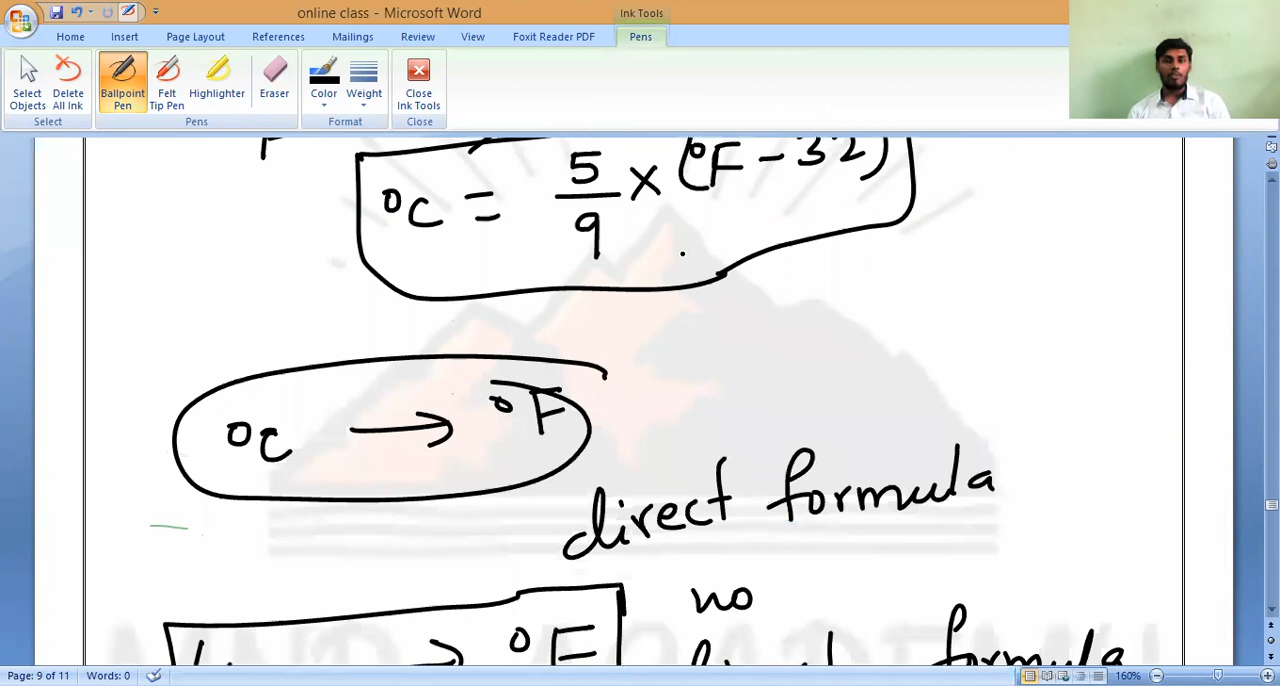 online class - Microsoft Word
Ink Tools
Home Insert Page Layout References Mailings Review View Foxit Reader PDF Pens
Select Objects
Delete All Ink
Ballpoint Pen
Felt Tip Pen
Highlighter
Eraser
Color
Weight
Close Ink Tools
Select Pens Format Close
°C = 5/9 × (°F - 32)
°C → °F
direct formula
no
→ °F
formula
Page: 9 of 11 Words: 0 160%